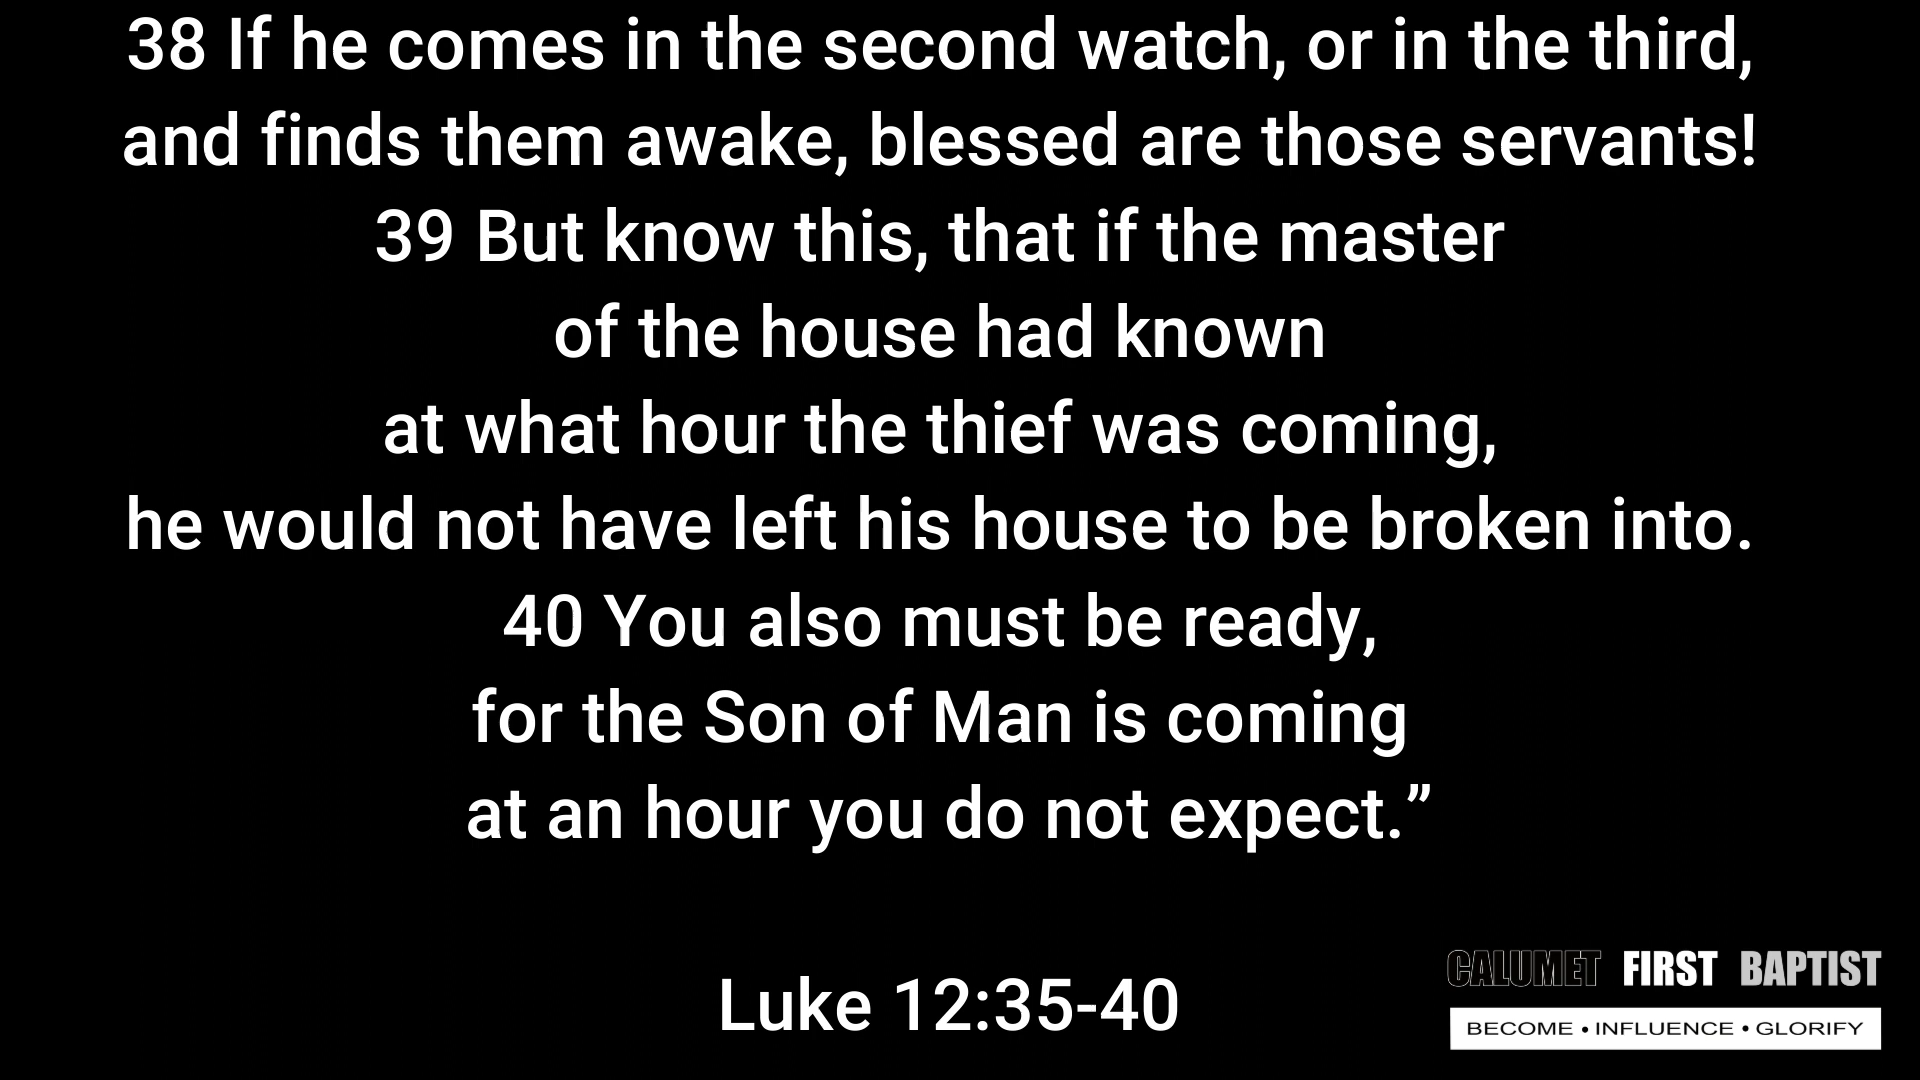 38 If he comes in the second watch, or in the third,
and finds them awake, blessed are those servants!
39 But know this, that if the master
of the house had known
at what hour the thief was coming,
he would not have left his house to be broken into.
40 You also must be ready,
for the Son of Man is coming
at an hour you do not expect.”
Luke 12:35-40
CALUMET FIRST BAPTIST
BECOME • INFLUENCE • GLORIFY